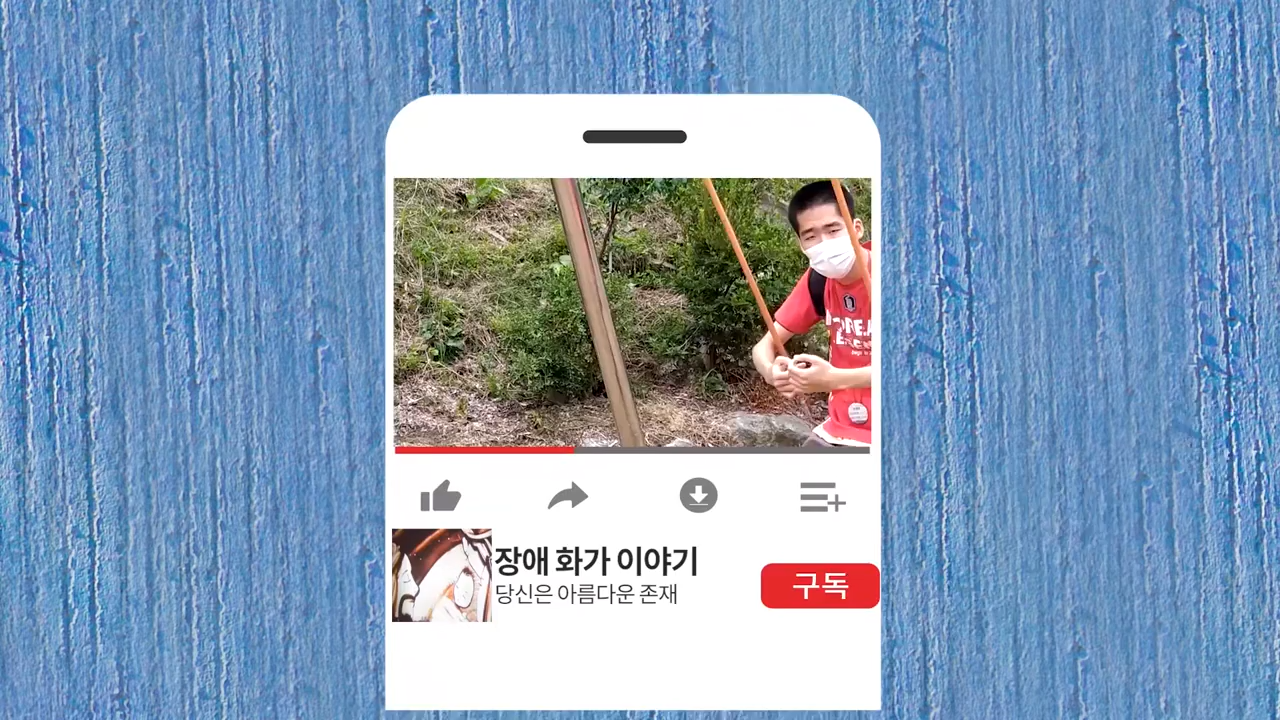 장애 화가 이야기
당신은 아름다운 존재
구독